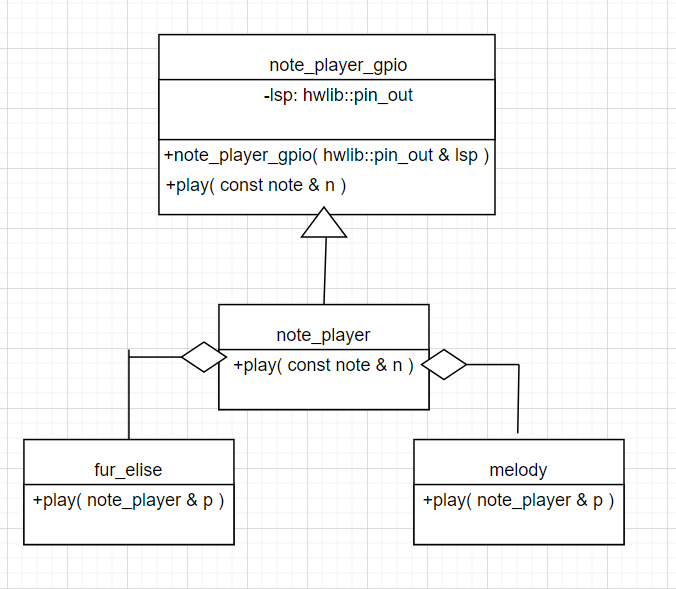 note_player_gpio
-lsp: hwlib::pin_out
+note_player_gpio( hwlib::pin_out & lsp )
+play( const note & n )
note_player
+play( const note & n )
fur_elise
+play( note_player & p )
melody
+play( note_player & p )